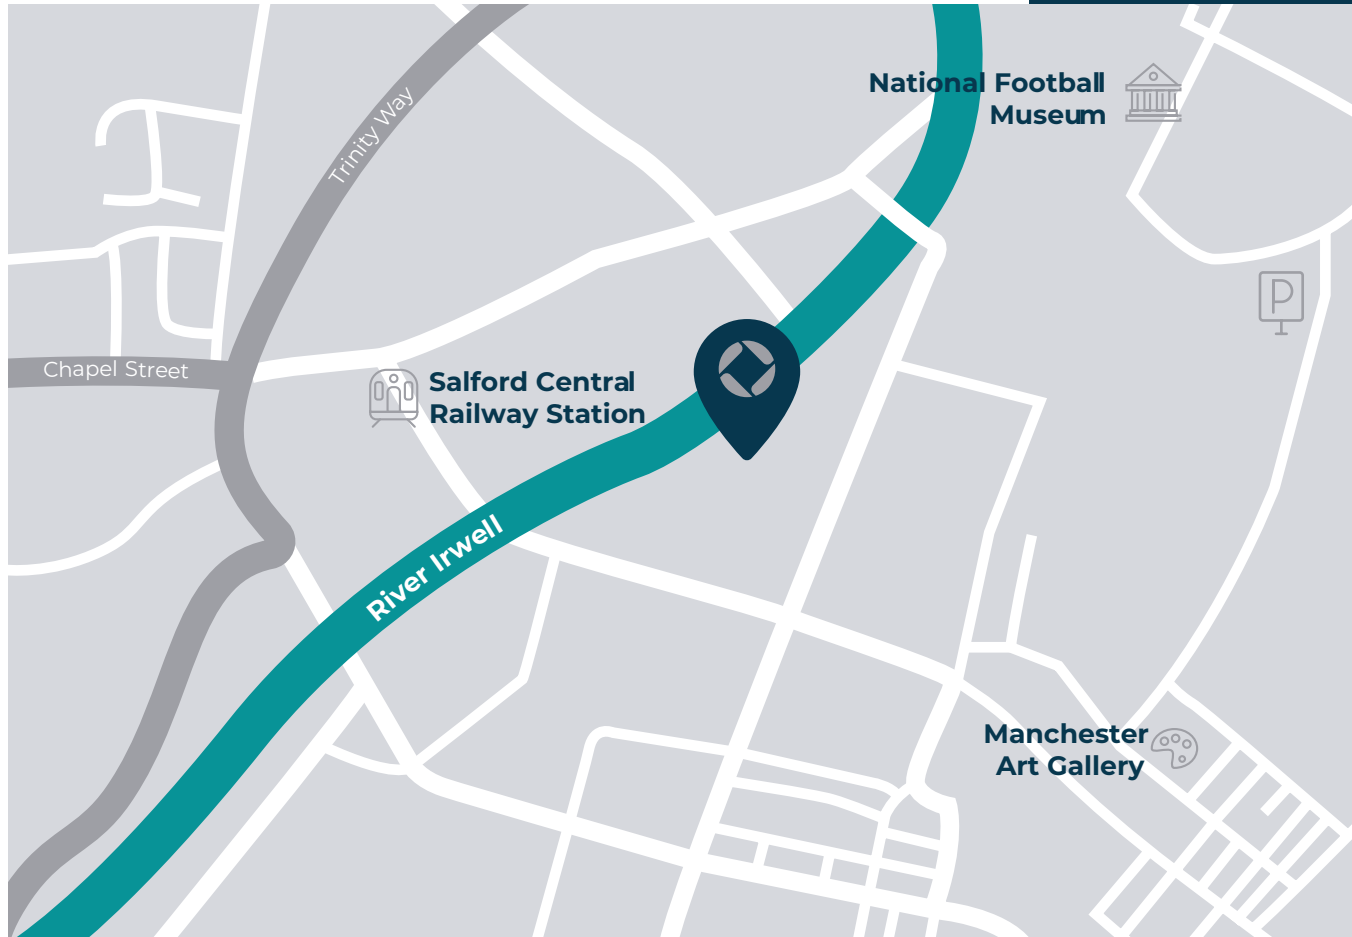 National Football
Museum
Trinity Way
P
Chapel Street
Salford Central
Railway Station
River Irwell
Manchester
Art Gallery